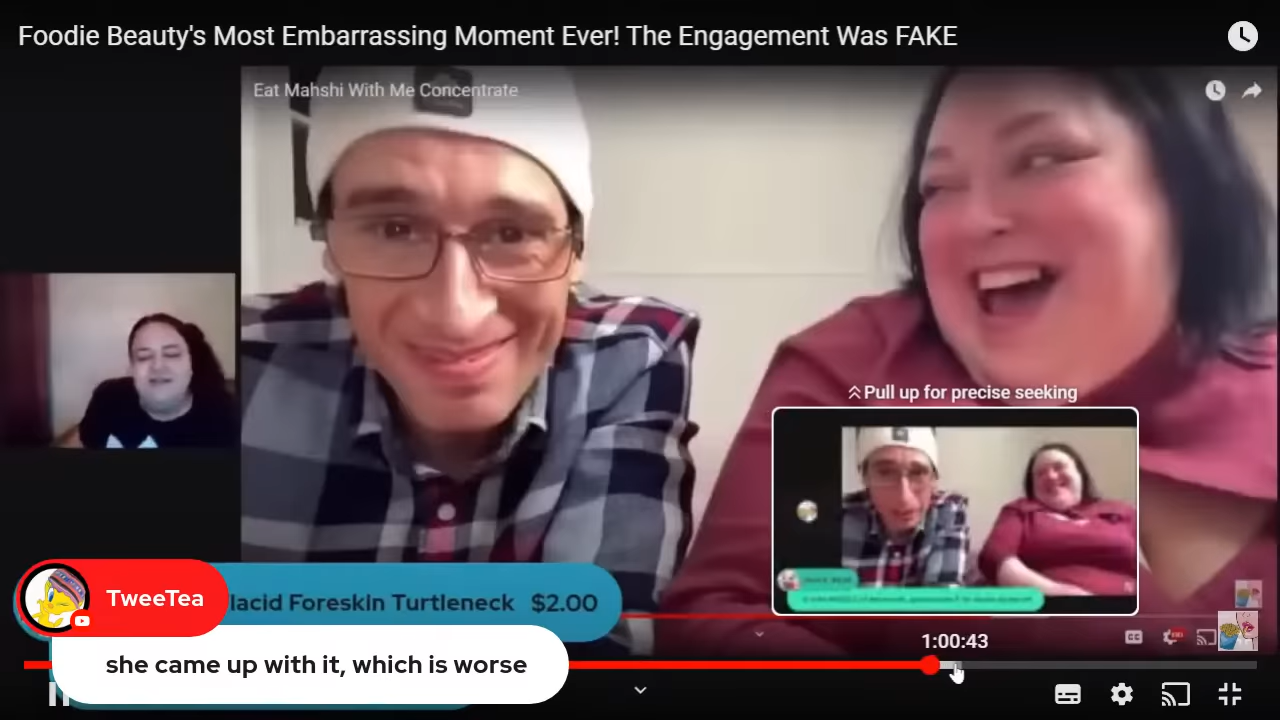 Foodie Beauty's Most Embarrassing Moment Ever! The Engagement Was FAKE
Eat Mahshi With Me Concentrate
Pull up for precise seeking
TweeTea
lacid Foreskin Turtleneck $2.00
she came up with it, which is worse
1:00:43
CC